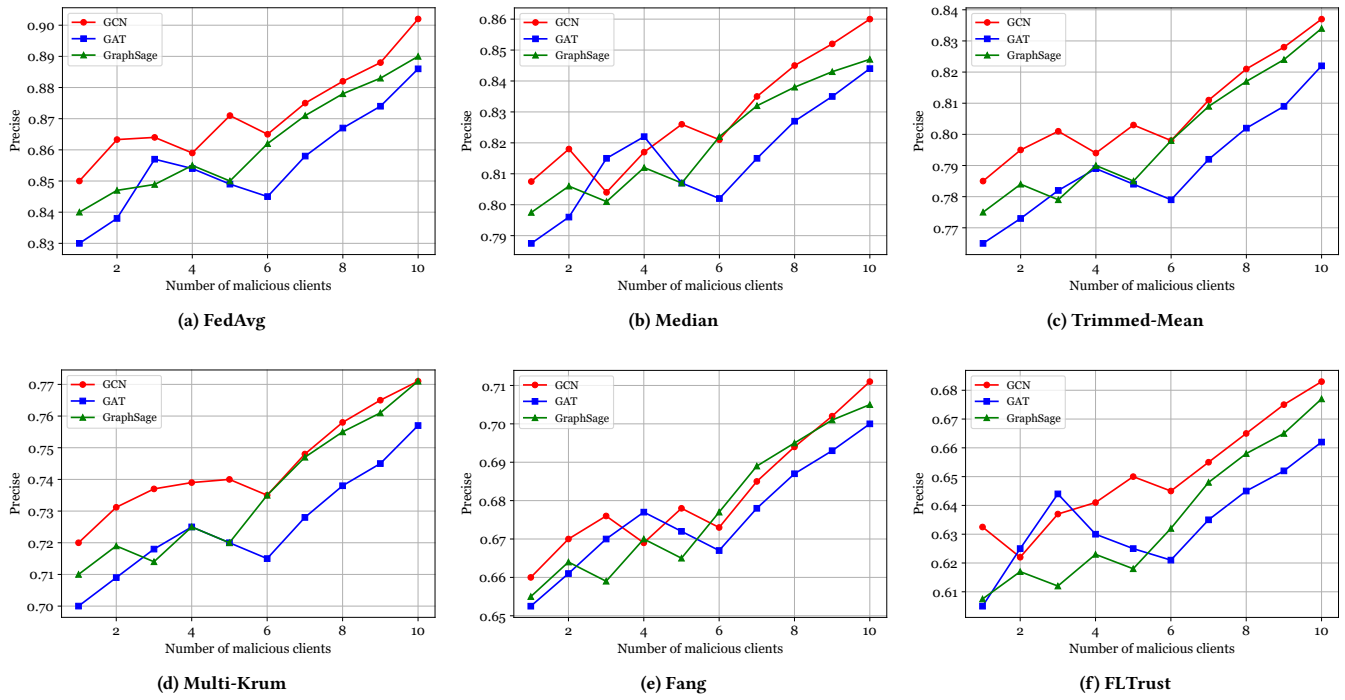 GCN
GAT
GraphSage
0.90
0.89
0.88
0.87
0.86
0.85
0.84
0.83
Precise
2 4 6 8 10
Number of malicious clients
(a) FedAvg
GCN
GAT
GraphSage
0.86
0.85
0.84
0.83
0.82
0.81
0.80
0.79
Precise
2 4 6 8 10
Number of malicious clients
(b) Median
GCN
GAT
GraphSage
0.84
0.83
0.82
0.81
0.80
0.79
0.78
0.77
Precise
2 4 6 8 10
Number of malicious clients
(c) Trimmed-Mean
GCN
GAT
GraphSage
0.77
0.76
0.75
0.74
0.73
0.72
0.71
0.70
Precise
2 4 6 8 10
Number of malicious clients
(d) Multi-Krum
GCN
GAT
GraphSage
0.71
0.70
0.69
0.68
0.67
0.66
0.65
Precise
2 4 6 8 10
Number of malicious clients
(e) Fang
GCN
GAT
GraphSage
0.68
0.67
0.66
0.65
0.64
0.63
0.62
0.61
Precise
2 4 6 8 10
Number of malicious clients
(f) FLTrust